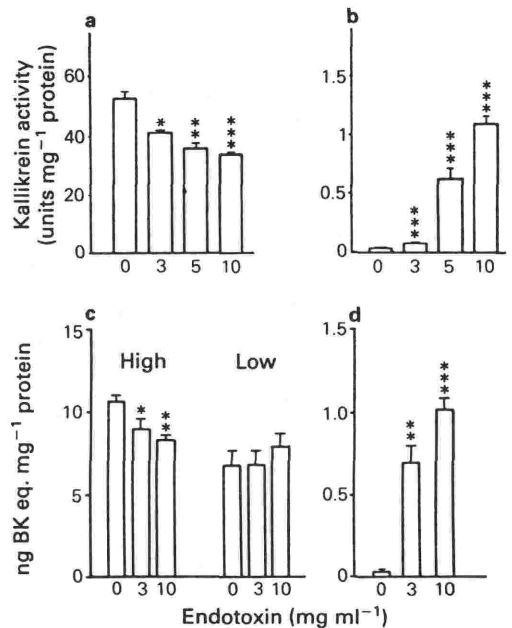 a
b
Kallikrein activity
(units mg⁻¹ protein)
60
40
20
0
* ** ***
0 3 5 10
1
0.5
0
*** *** ***
0 3 5 10
c
d
ng BK eq. mg⁻¹ protein
15
10
5
0
High Low
* **
0 3 10 0 3 10
1.5
1.0
0.5
0
** ***
0 3 10
Endotoxin (mg ml⁻¹)